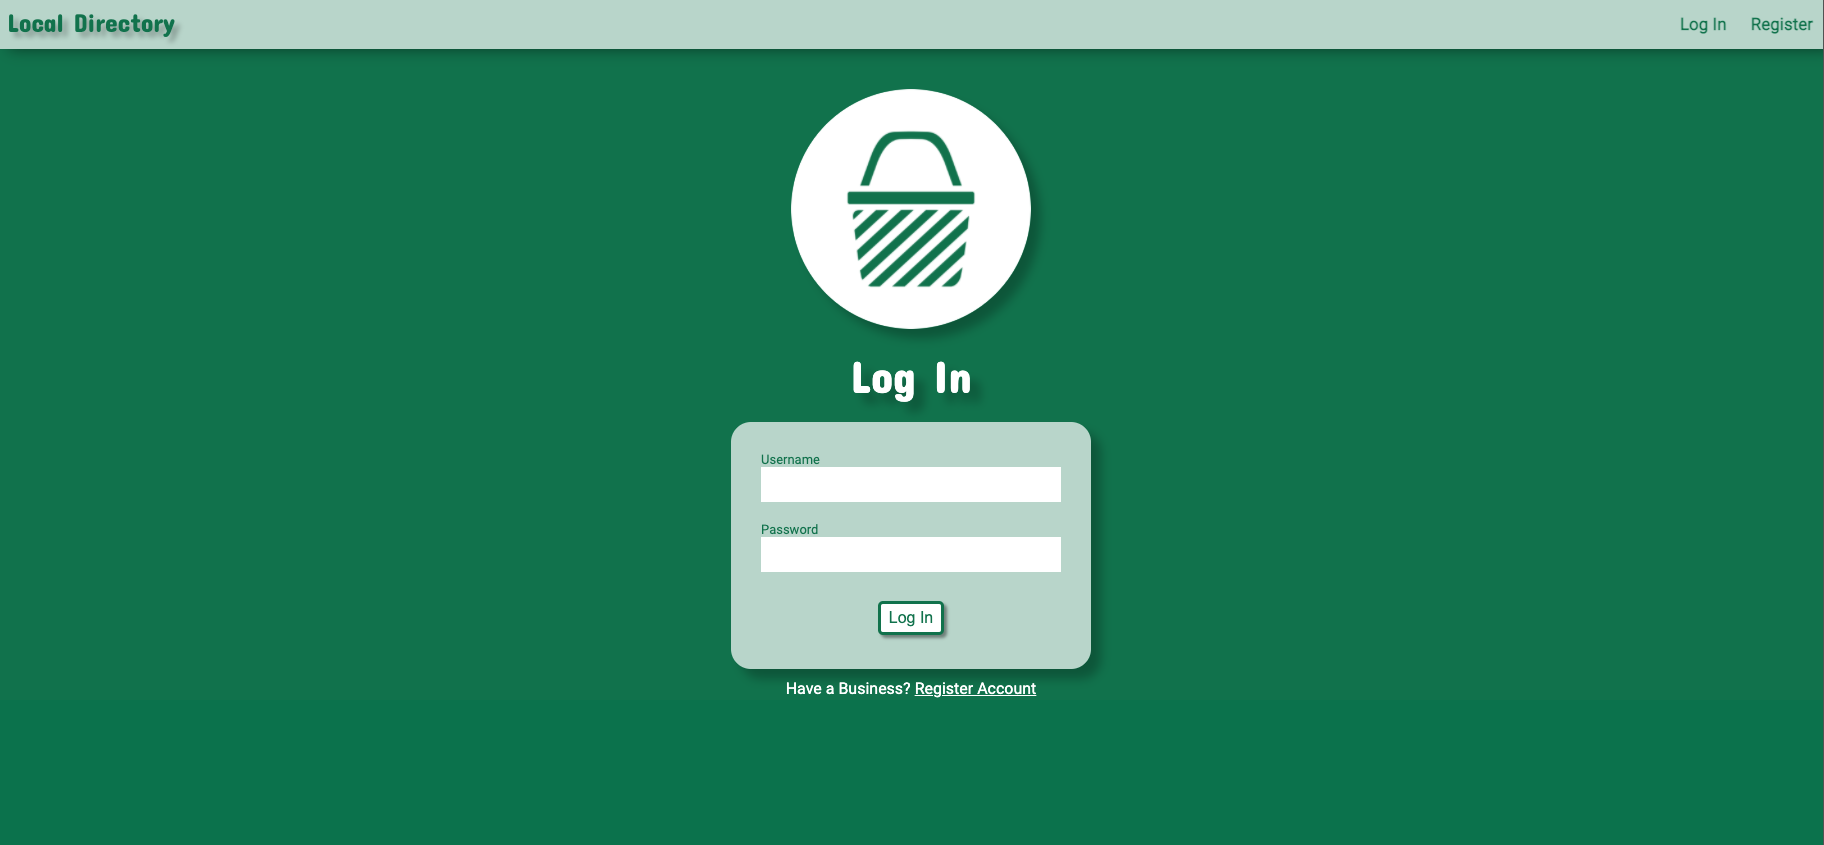 Local Directory
Log In
Register
Log In
Username
Password
Log In
Have a Business? Register Account